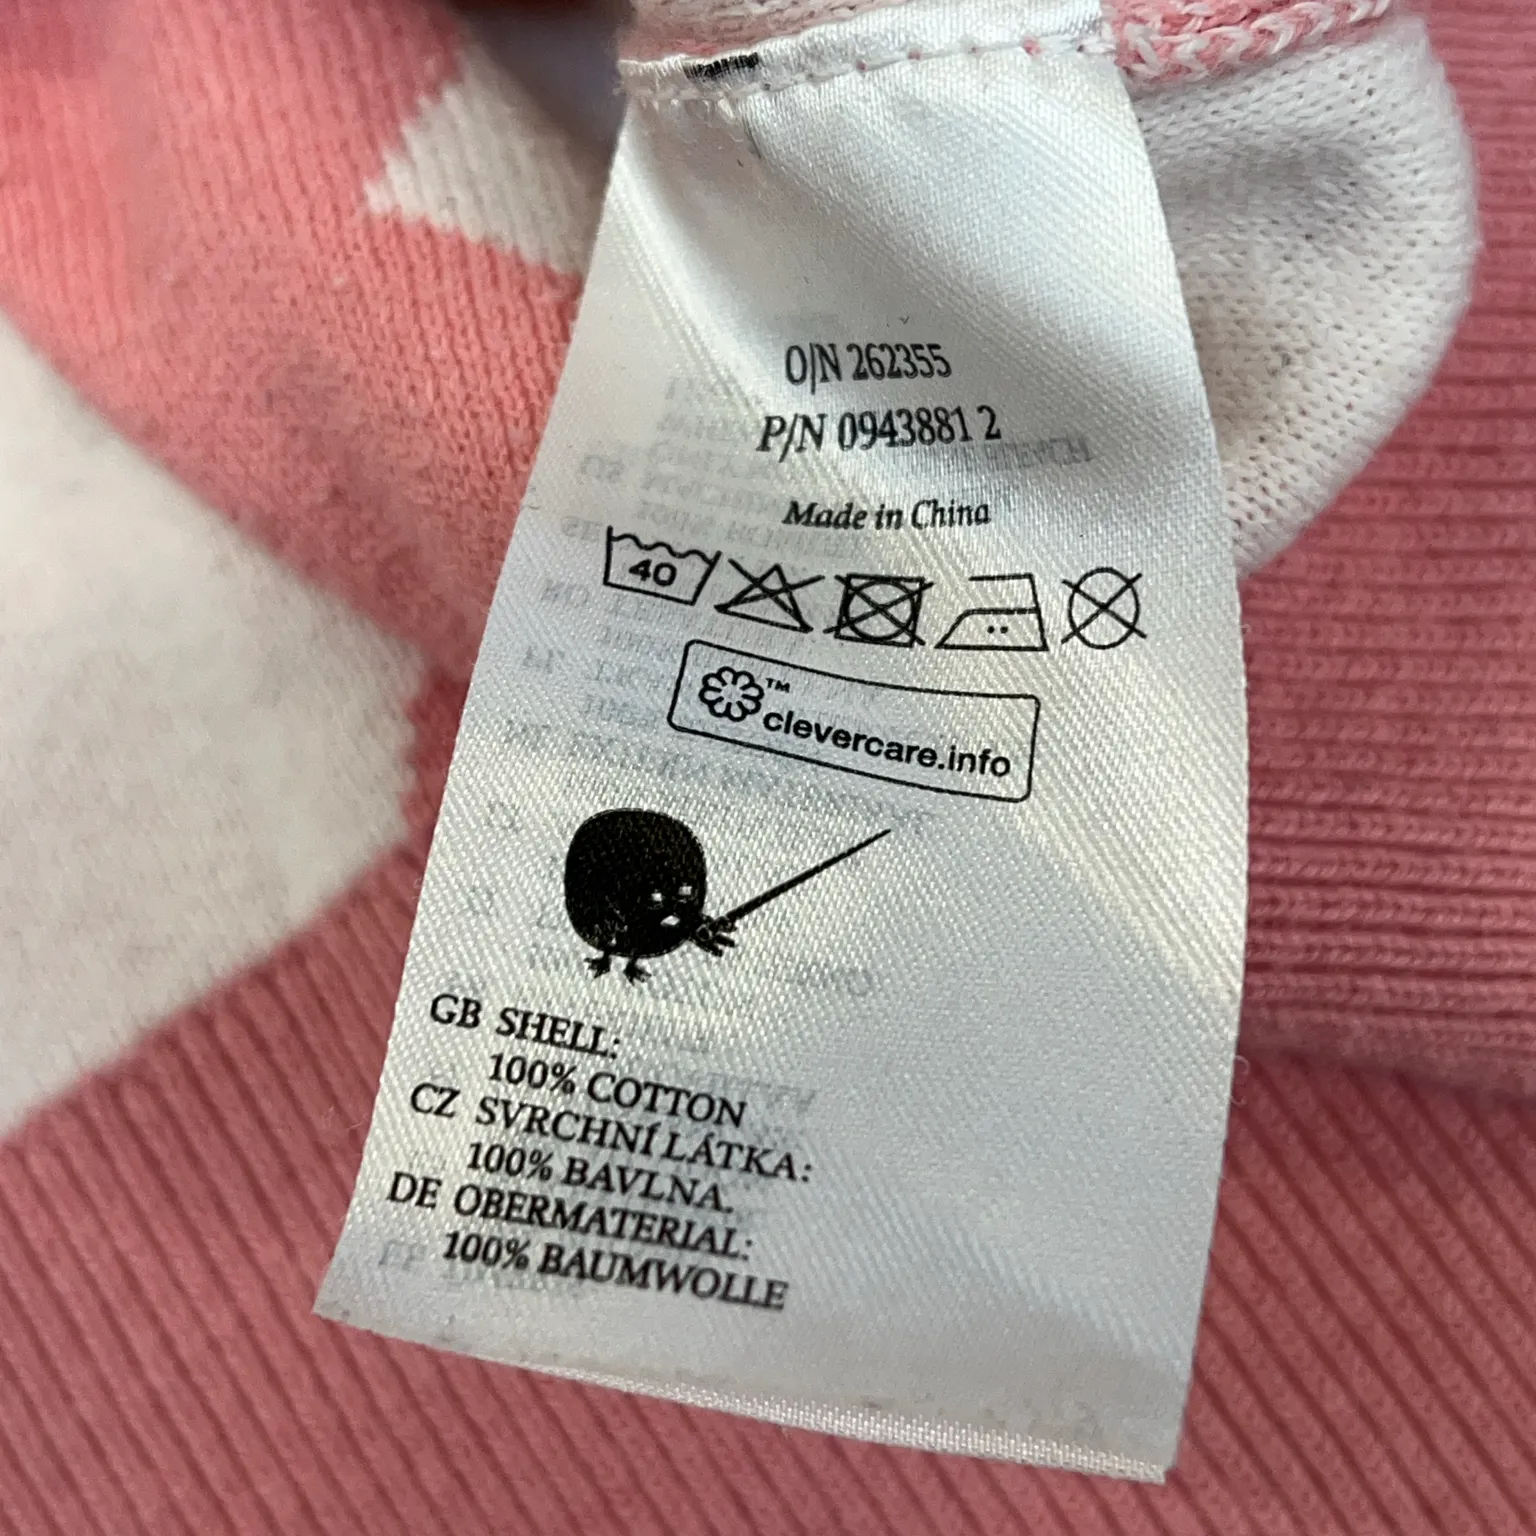 O/N 262355
P/N 0943881 2
Made in China
40
™ clevercare.info
GB SHELL:
100% COTTON
CZ SVRCHNÍ LÁTKA:
100% BAVLNA.
DE OBERMATERIAL:
100% BAUMWOLLE